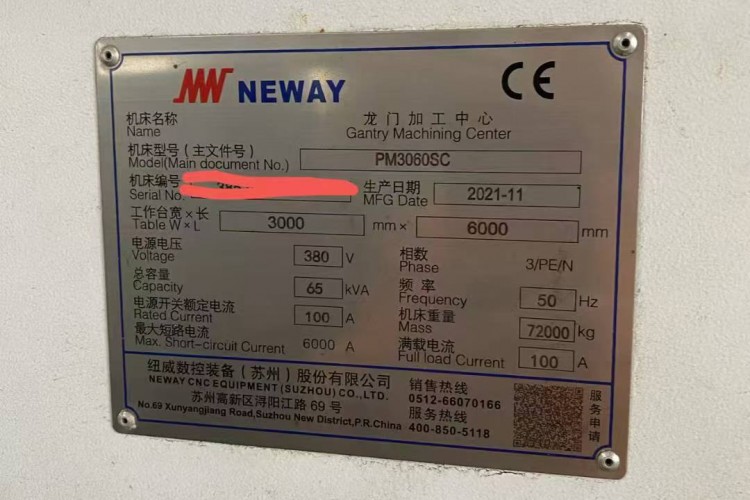 NEWAY
CE
机床名称 龙门加工中心
Name Gantry Machining Center
机床型号(主文件号)
Model(Main document No.) PM3060SC
机床编号 生产日期
Serial No. MFG Date 2021-11
工作台宽×长
Table W×L 3000 mm× 6000 mm
电源电压 相数
Voltage 380 V Phase 3/PE/N
总容量 频率
Capacity 65 kVA Frequency 50 Hz
电源开关额定电流 机床重量
Rated Current 100 A Mass 72000 kg
最大短路电流 满载电流
Max. Short-circuit Current 6000 A Full load Current 100 A
纽威数控装备(苏州)股份有限公司
NEWAY CNC EQUIPMENT (SUZHOU) CO., LTD.
苏州高新区浔阳江路 69 号
No.69 Xunyangjiang Road,Suzhou New District,P.R.China
销售热线
0512-66070166
服务热线
400-850-5118
服务申请